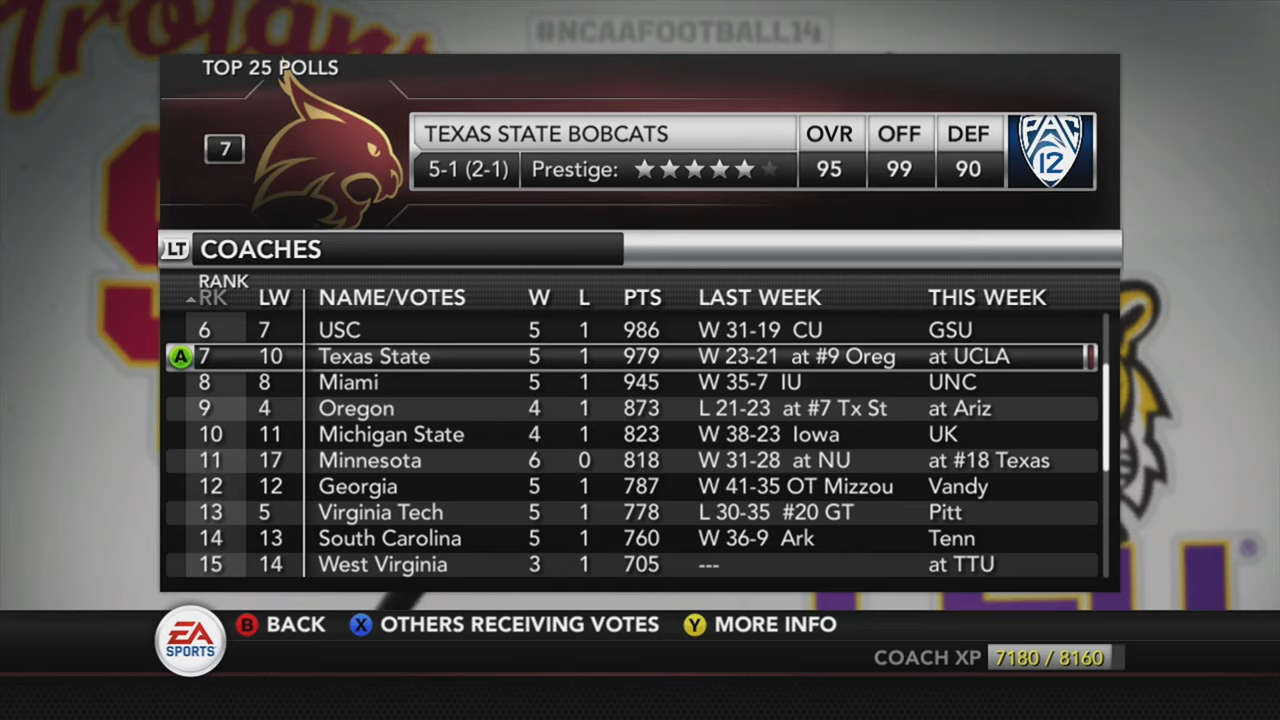 Trojans
#NCAAFOOTBALL14
TOP 25 POLLS
7
TEXAS STATE BOBCATS OVR OFF DEF
5-1 (2-1) Prestige: 95 99 90
PAC 12
LT COACHES
RANK
RK LW NAME/VOTES W L PTS LAST WEEK THIS WEEK
6 7 USC 5 1 986 W 31-19 CU GSU
A 7 10 Texas State 5 1 979 W 23-21 at #9 Oreg at UCLA
8 8 Miami 5 1 945 W 35-7 IU UNC
9 4 Oregon 4 1 873 L 21-23 at #7 Tx St at Ariz
10 11 Michigan State 4 1 823 W 38-23 Iowa UK
11 17 Minnesota 6 0 818 W 31-28 at NU at #18 Texas
12 12 Georgia 5 1 787 W 41-35 OT Mizzou Vandy
13 5 Virginia Tech 5 1 778 L 30-35 #20 GT Pitt
14 13 South Carolina 5 1 760 W 36-9 Ark Tenn
15 14 West Virginia 3 1 705 --- at TTU
EA SPORTS
B BACK X OTHERS RECEIVING VOTES Y MORE INFO
COACH XP 7180 / 8160